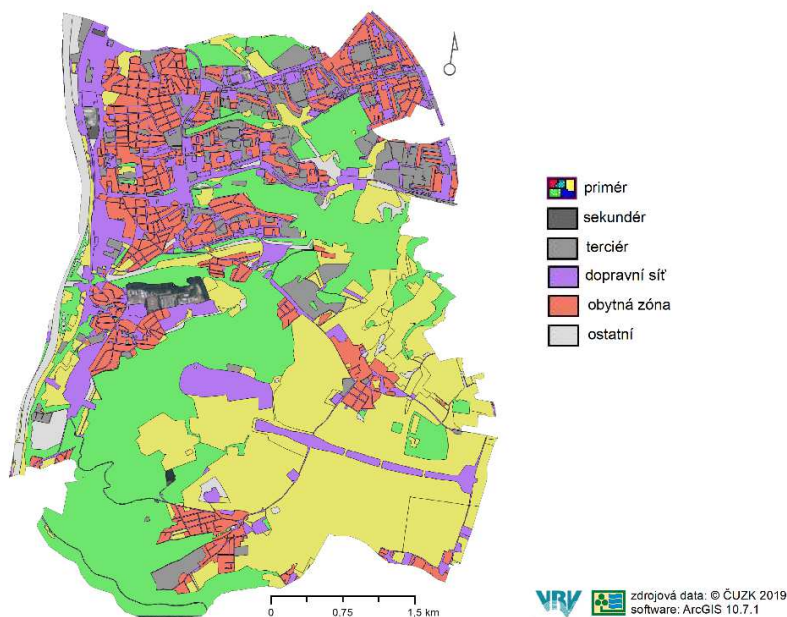 primér
sekundér
terciér
dopravní síť
obytná zóna
ostatní
0 0,75 1,5 km
VRV
zdrojová data: © ČUZK 2019
software: ArcGIS 10.7.1